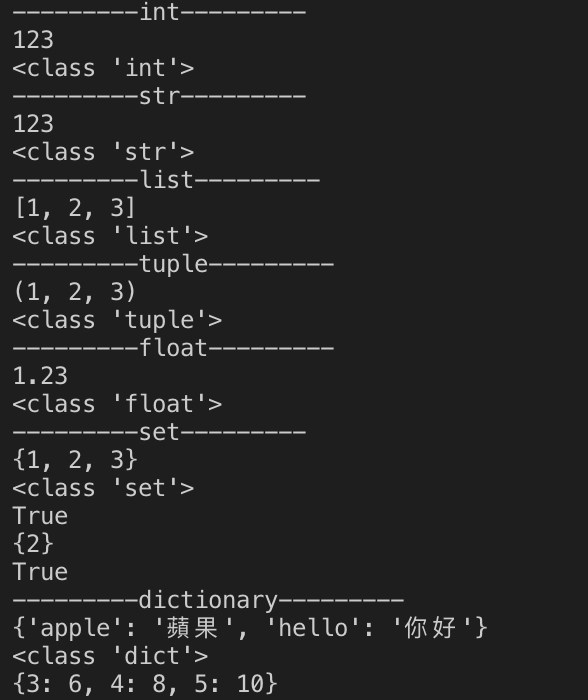 ---------int---------
123
<class 'int'>
---------str---------
123
<class 'str'>
---------list----------
[1, 2, 3]
<class 'list'>
---------tuple---------
(1, 2, 3)
<class 'tuple'>
---------float---------
1.23
<class 'float'>
---------set---------
{1, 2, 3}
<class 'set'>
True
{2}
True
---------dictionary---------
{'apple': '蘋果', 'hello': '你好'}
<class 'dict'>
{3: 6, 4: 8, 5: 10}